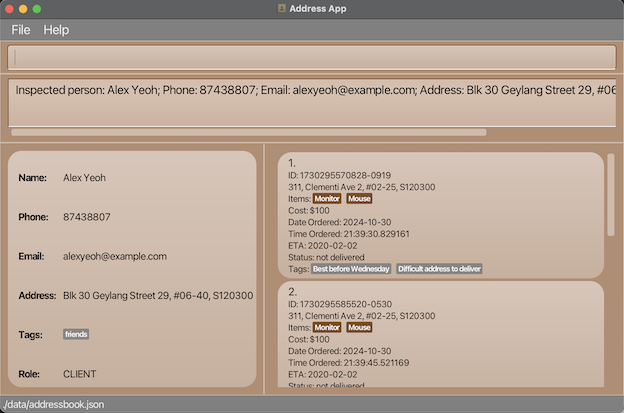 Address App
File Help
Inspected person: Alex Yeoh; Phone: 87438807; Email: alexyeoh@example.com; Address: Blk 30 Geylang Street 29, #06
Name: Alex Yeoh
Phone: 87438807
Email: alexyeoh@example.com
Address: Blk 30 Geylang Street 29, #06-40, S120300
Tags: friends
Role: CLIENT
1.
ID: 1730295570828-0919
311, Clementi Ave 2, #02-25, S120300
Items: Monitor Mouse
Cost: $100
Date Ordered: 2024-10-30
Time Ordered: 21:39:30.829161
ETA: 2020-02-02
Status: not delivered
Tags: Best before Wednesday Difficult address to deliver
2.
ID: 1730295585520-0530
311, Clementi Ave 2, #02-25, S120300
Items: Monitor Mouse
Cost: $100
Date Ordered: 2024-10-30
Time Ordered: 21:39:45.521169
ETA: 2020-02-02
Status: not delivered
./data/addressbook.json